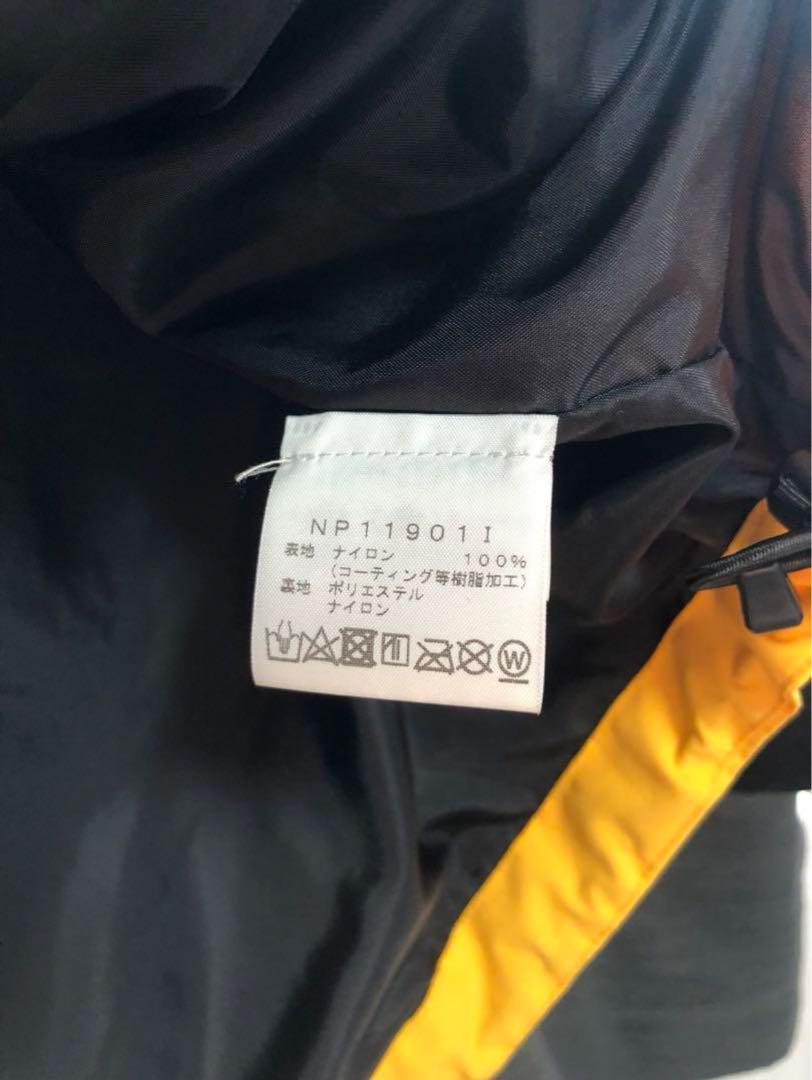 NP11901I
表地 ナイロン 100%
(コーティング等樹脂加工)
裏地 ポリエステル
ナイロン
W